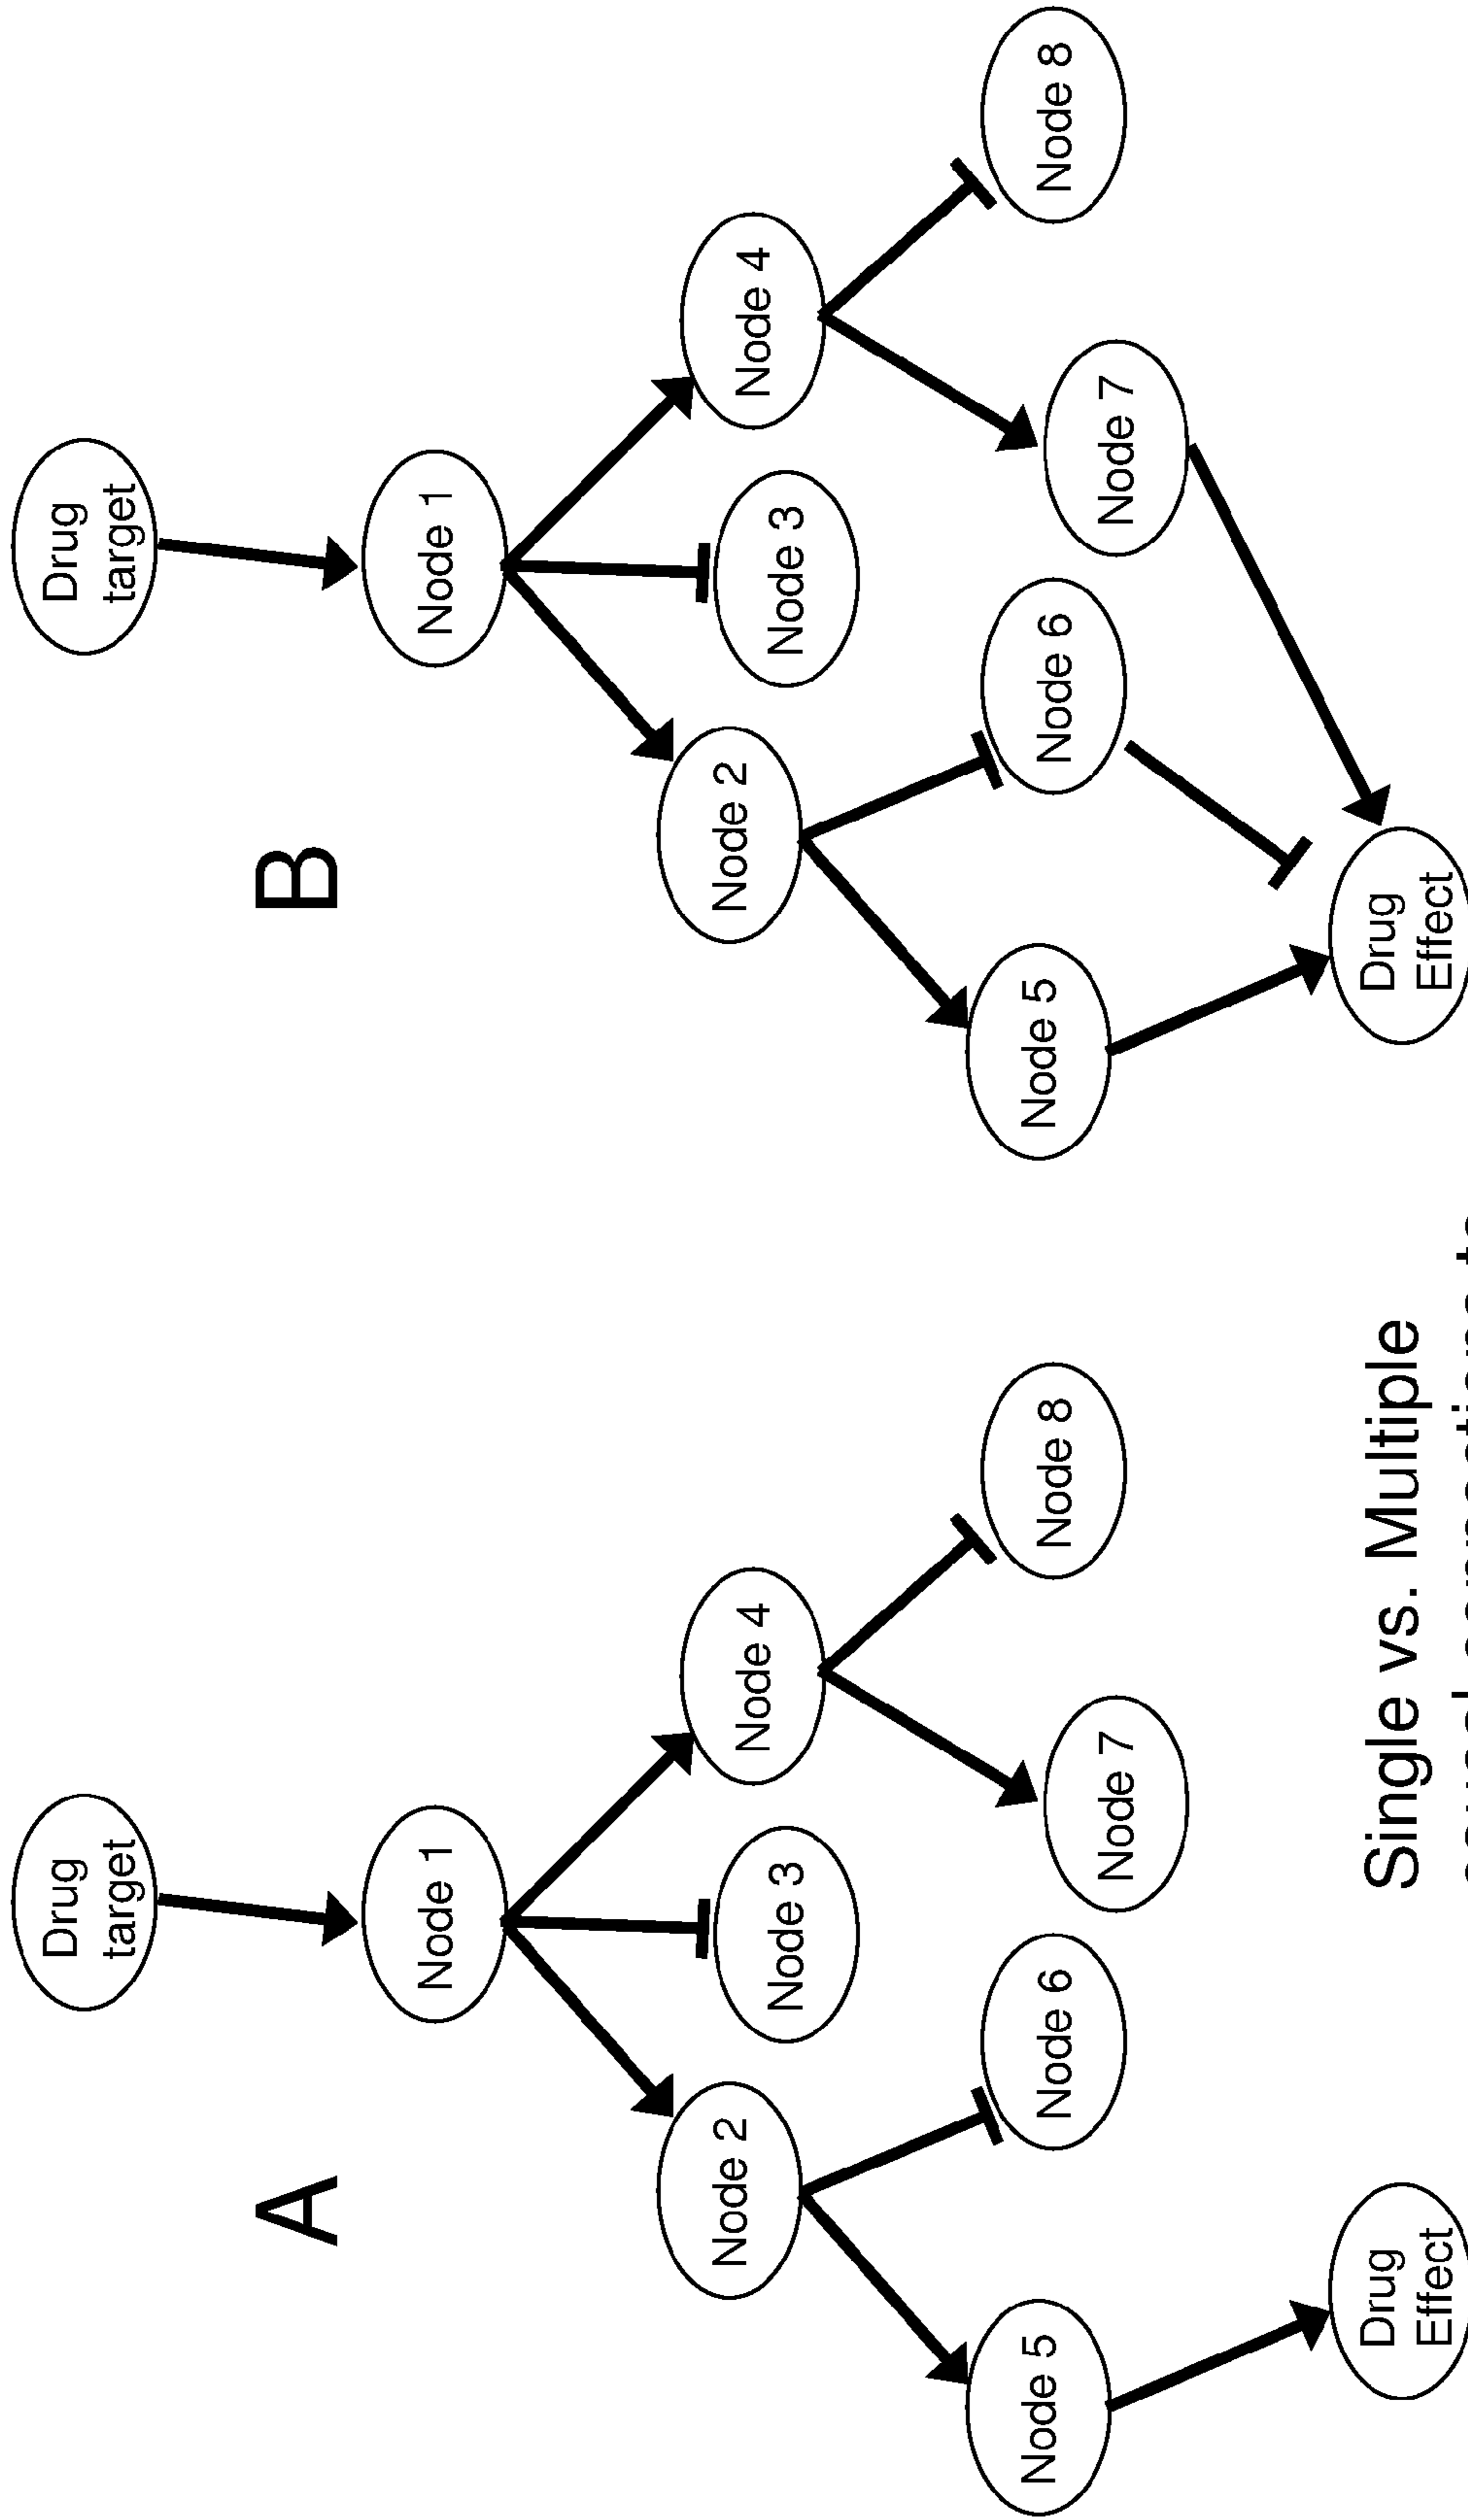 A
Drug
target
Node 1
Node 2
Node 3
Node 4
Node 5
Node 6
Node 7
Node 8
Drug
Effect
B
Drug
target
Node 1
Node 2
Node 3
Node 4
Node 5
Node 6
Node 7
Node 8
Drug
Effect
Single vs. Multiple